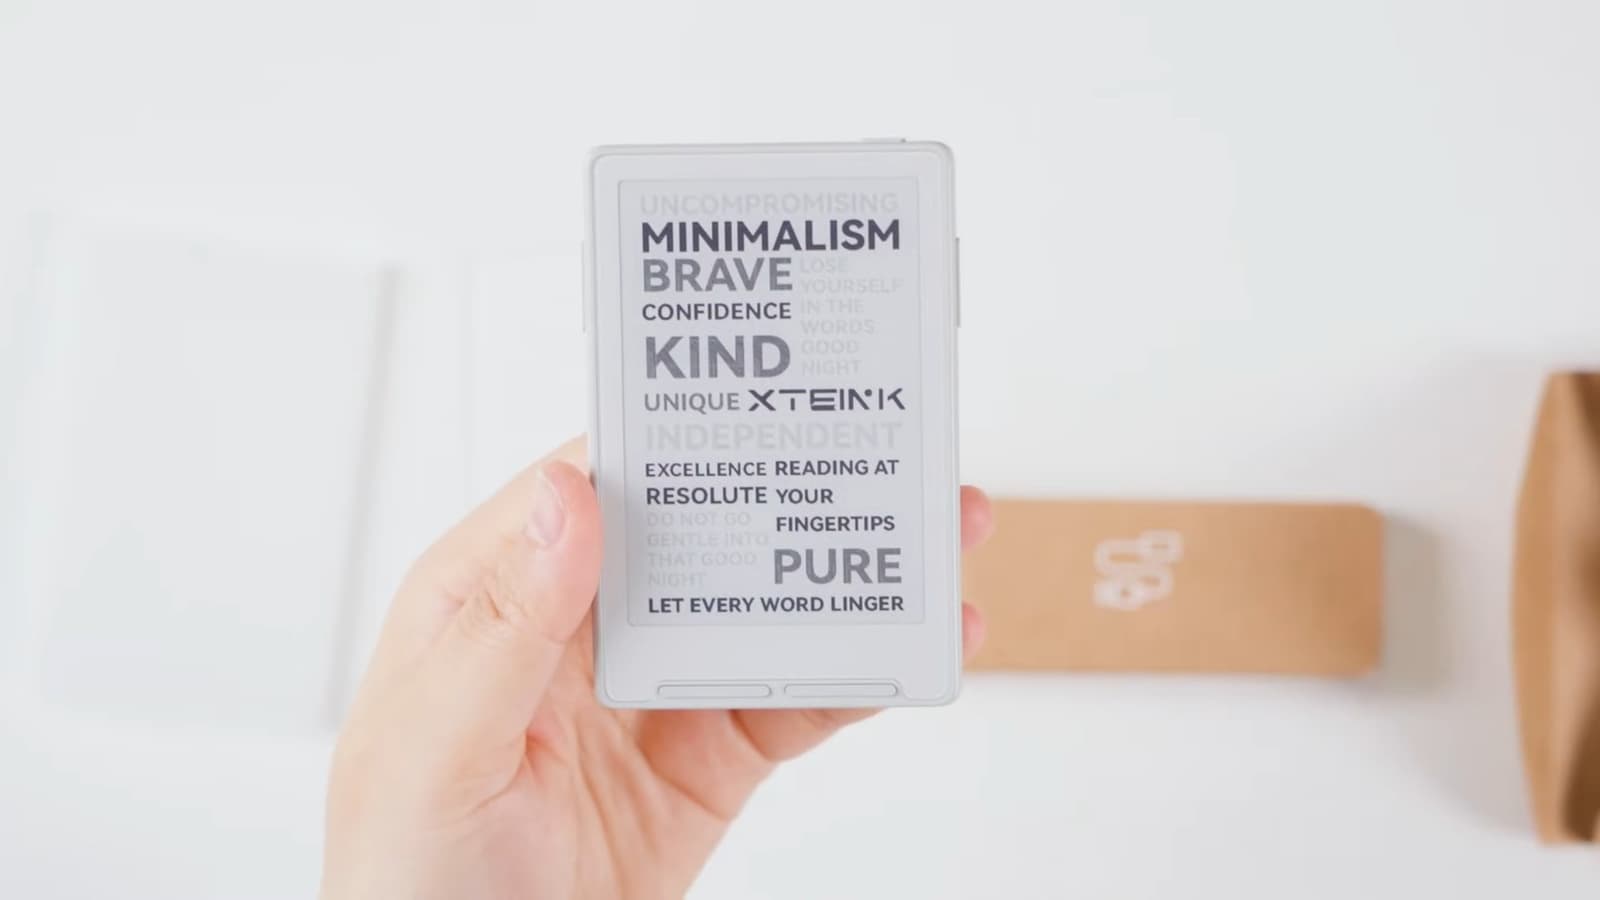 UNCOMPROMISING
MINIMALISM
BRAVE
LOSE
YOURSELF
IN THE
WORDS
GOOD
NIGHT
CONFIDENCE
KIND
UNIQUE XTEINK
INDEPENDENT
EXCELLENCE
RESOLUTE
READING AT
YOUR
FINGERTIPS
DO NOT GO
GENTLE INTO
THAT GOOD
NIGHT
PURE
LET EVERY WORD LINGER